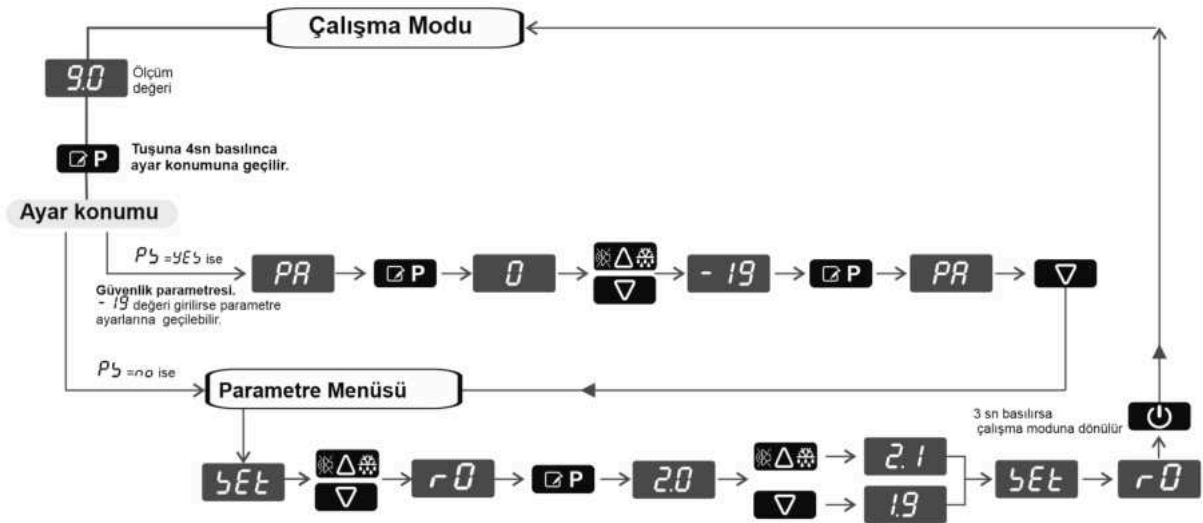 Çalışma Modu
9.0
Ölçüm
değeri
P
Tuşuna 4sn basılınca
ayar konumuna geçilir.
Ayar konumu
PS =YES ise
PA
P
0
- 19
P
PA
Güvenlik parametresi.
- 19 değeri girilirse parametre
ayarlarına geçilebilir.
PS =no ise
Parametre Menüsü
3 sn basılırsa
çalışma moduna dönülür
SEt
r0
P
2.0
2.1
1.9
SEt
r0